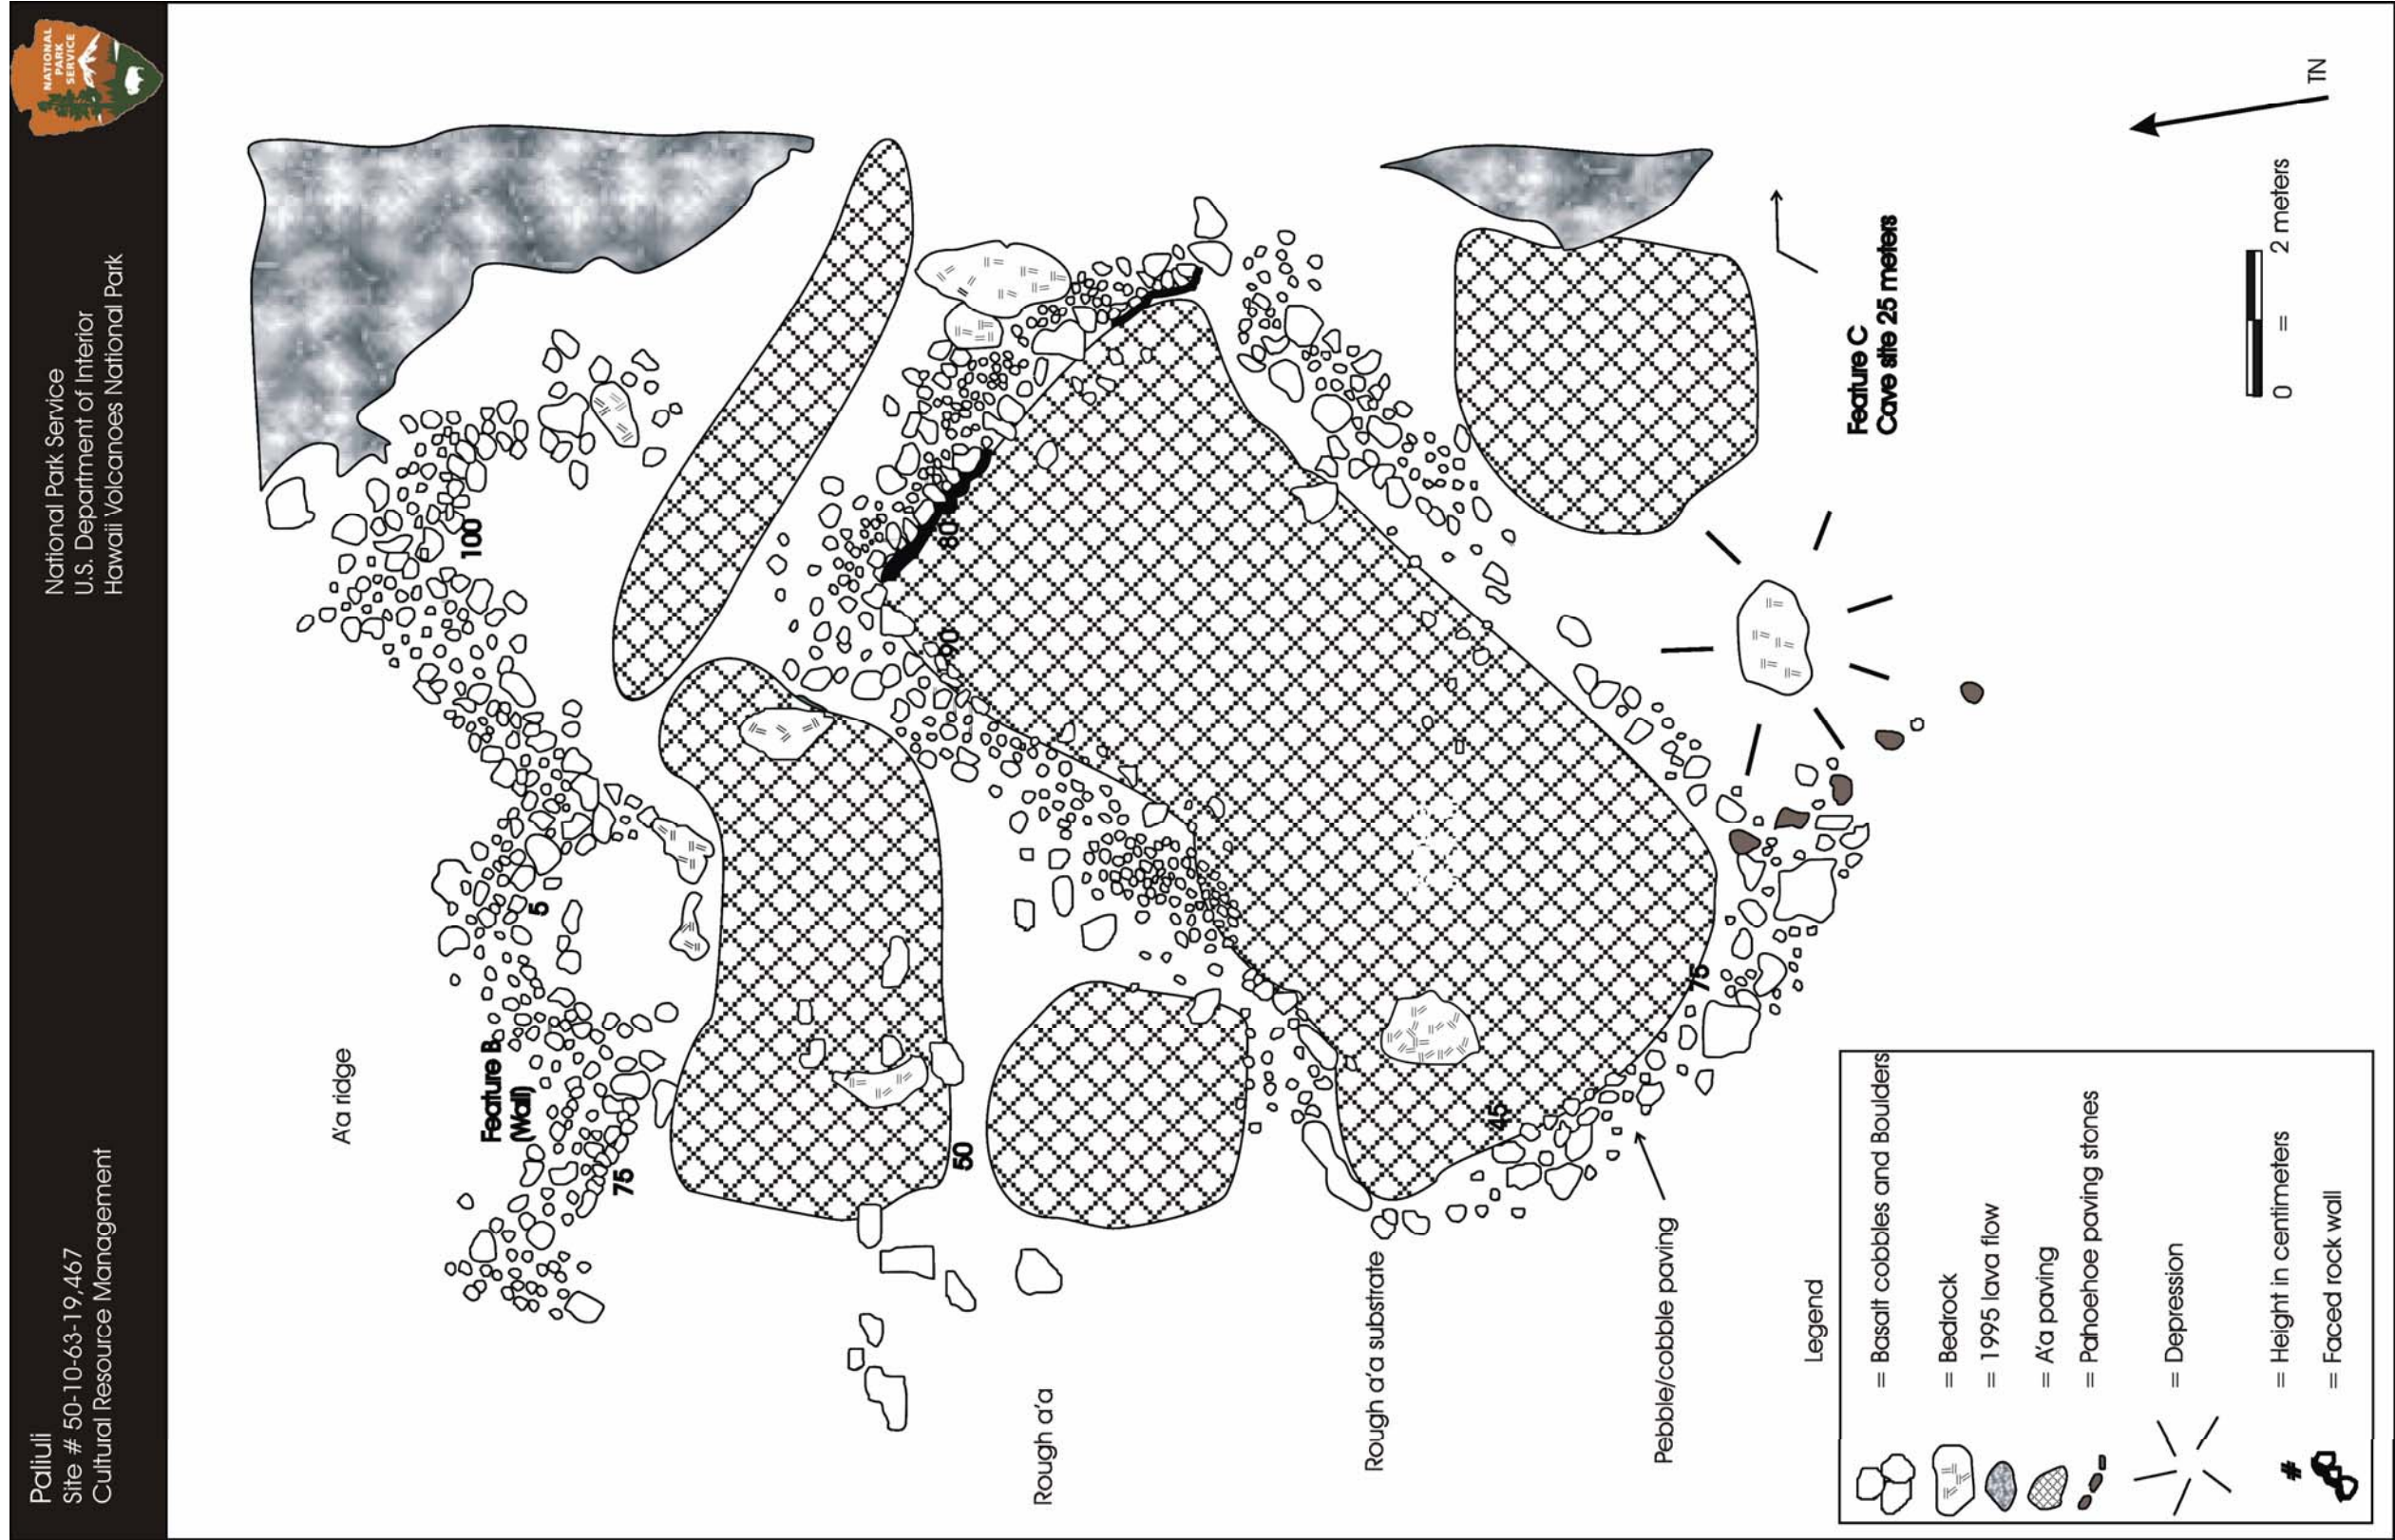 Paliuli
Site # 50-10-63-19,467
Cultural Resource Management
National Park Service
U.S. Department of Interior
Hawaii Volcanoes National Park
NATIONAL
PARK
SERVICE
A'a ridge
Feature B
(Wall)
75
5
100
50
90
80
Rough a'a
Rough a'a substrate
45
75
Pebble/cobble paving
Feature C
Cave site 25 meters
TN
0 = 2 meters
Legend
= Basalt cobbles and Boulders
= Bedrock
= 1995 lava flow
= A'a paving
= Pahoehoe paving stones
= Depression
# = Height in centimeters
= Faced rock wall